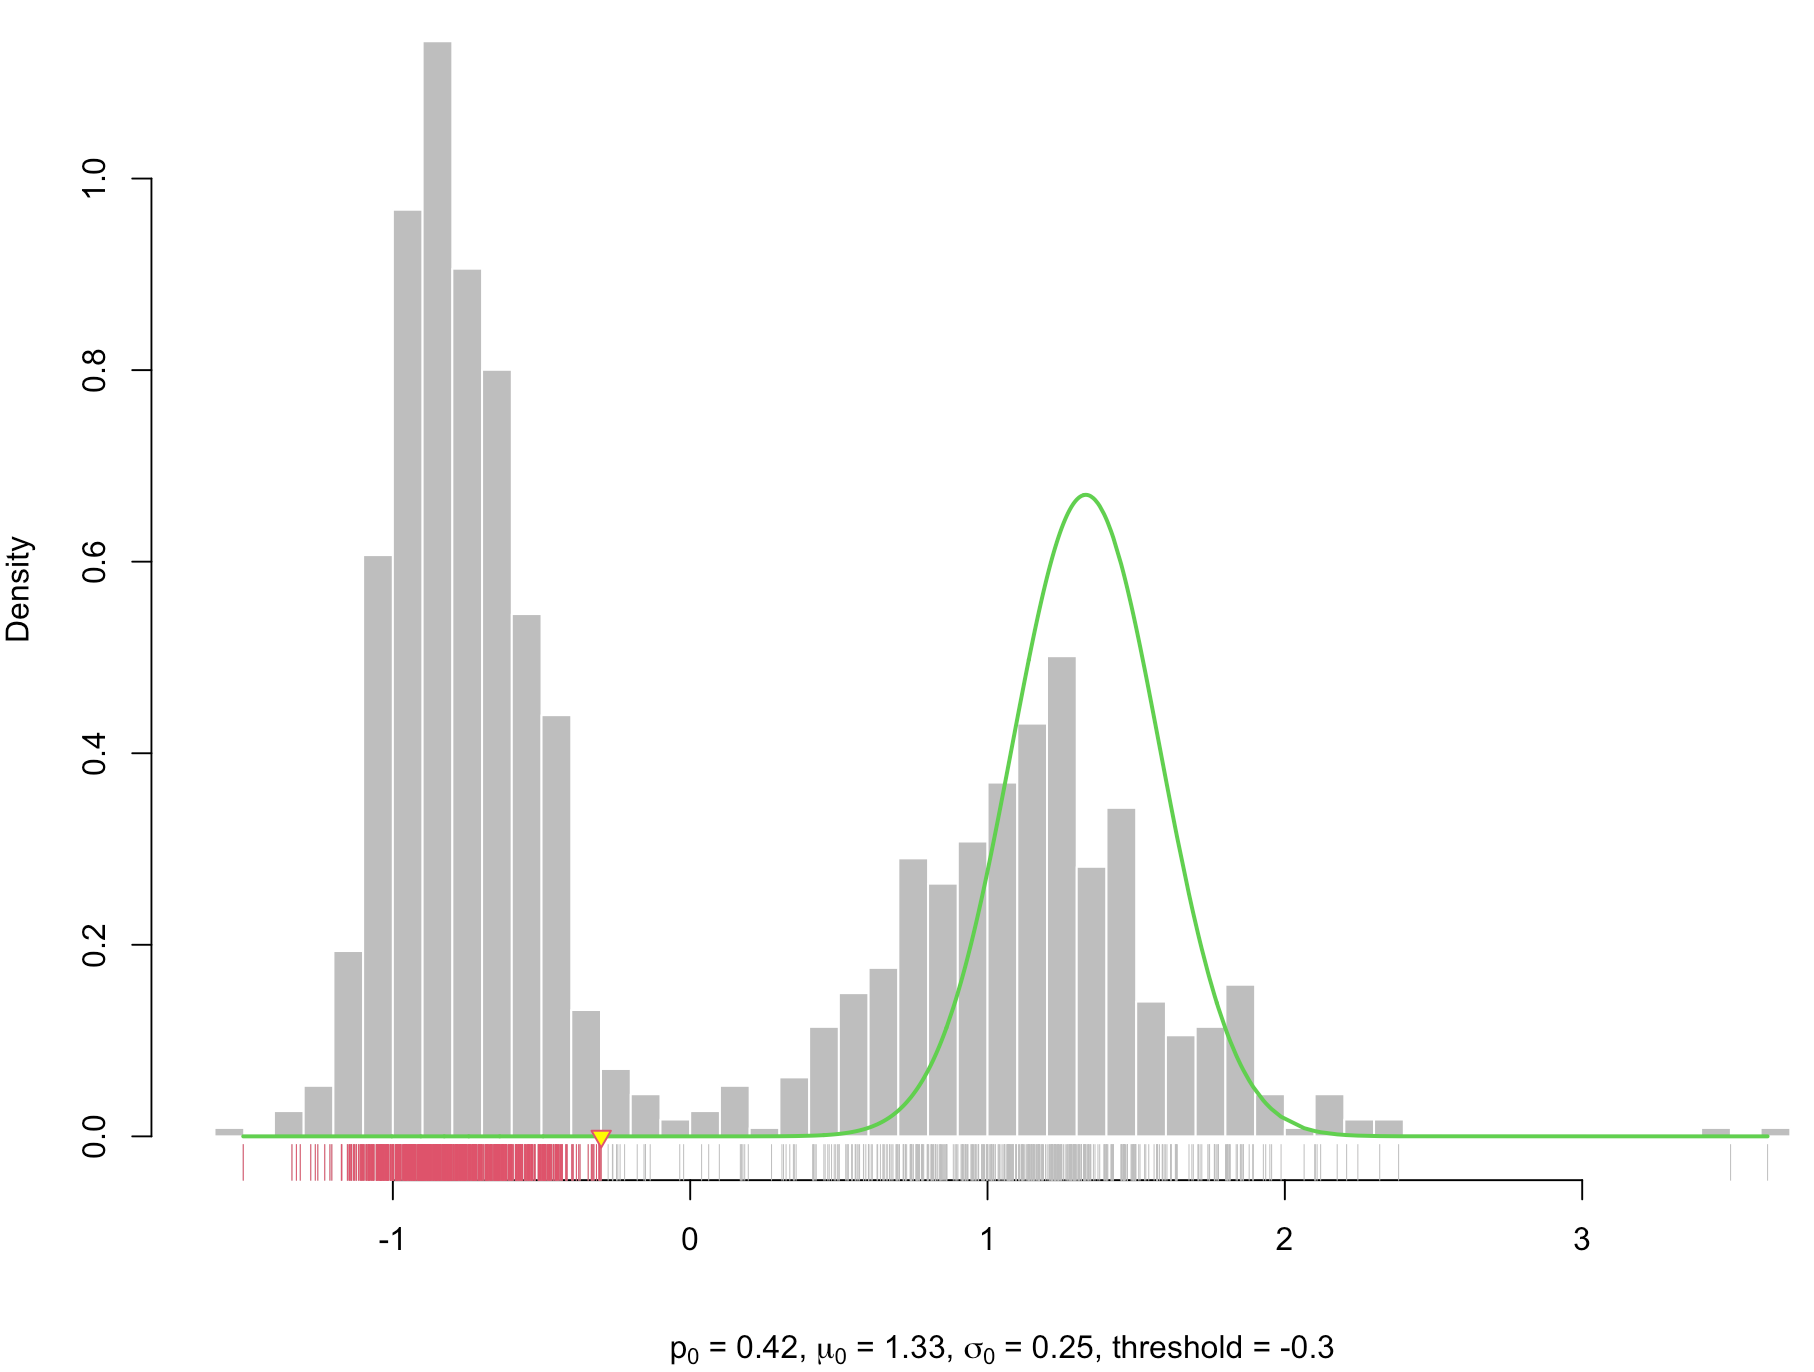 Density
1.0
0.8
0.6
0.4
0.2
0.0
-1 0 1 2 3
p₀ = 0.42, μ₀ = 1.33, σ₀ = 0.25, threshold = -0.3